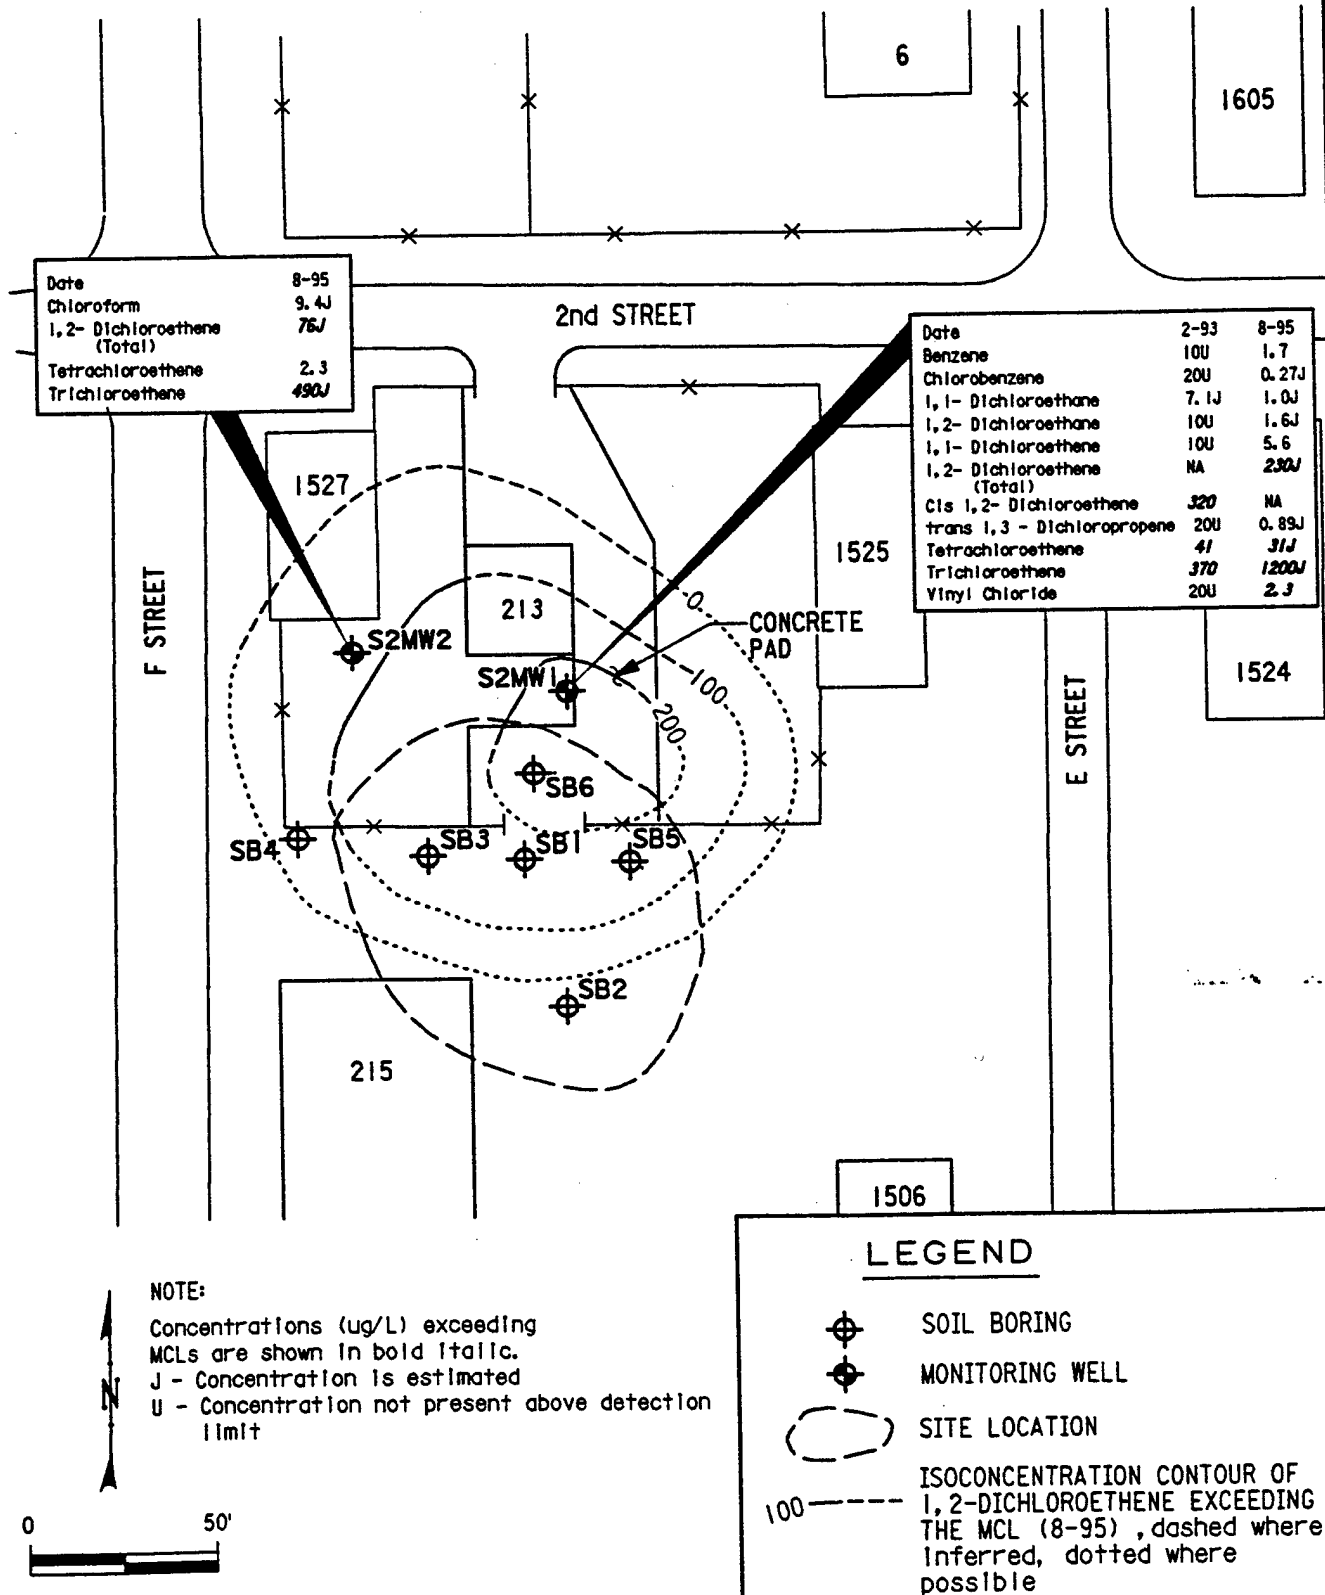 6
1605
2nd STREET
Date 8-95
Chloroform 9.4J
1,2- Dichloroethene 76J
(Total)
Tetrachloroethene 2.3
Trichloroethene 490J
Date 2-93 8-95
Benzene 10U 1.7
Chlorobenzene 20U 0.27J
1,1- Dichloroethane 7.1J 1.0J
1,2- Dichloroethane 10U 1.6J
1,1- Dichloroethene 10U 5.6
1,2- Dichloroethene NA 230J
(Total)
Cis 1,2- Dichloroethene 320 NA
trans 1,3 - Dichloropropene 20U 0.89J
Tetrachloroethene 41 31J
Trichloroethene 370 1200J
Vinyl Chloride 20U 2.3
1527
1525
213
0
CONCRETE
PAD
F STREET
S2MW2
S2MW1
100
200
1524
E STREET
SB6
SB4
SB3
SB1
SB5
SB2
215
1506
NOTE:
Concentrations (ug/L) exceeding
MCLs are shown in bold italic.
J - Concentration is estimated
U - Concentration not present above detection
limit
N
0 50'
LEGEND
SOIL BORING
MONITORING WELL
SITE LOCATION
100
ISOCONCENTRATION CONTOUR OF
1,2-DICHLOROETHENE EXCEEDING
THE MCL (8-95) ,dashed where
inferred, dotted where
possible